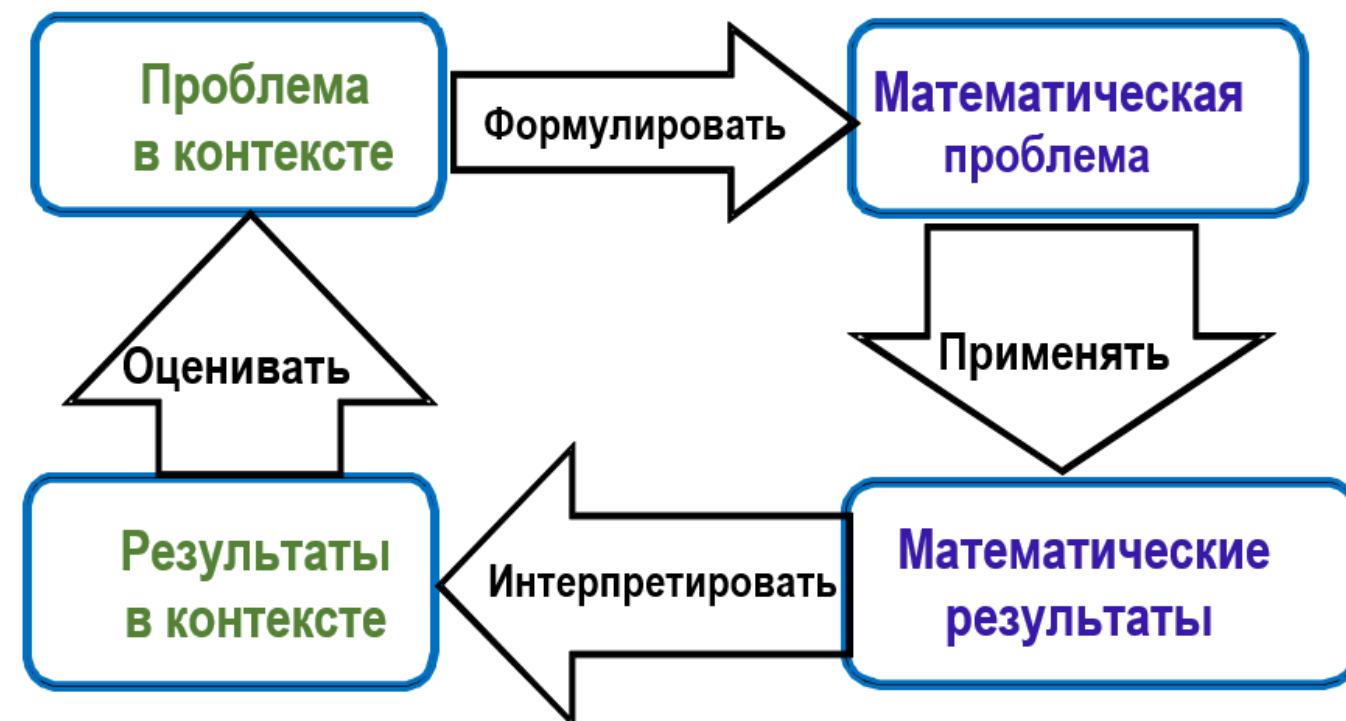 Проблема
в контексте
Формулировать
Математическая
проблема
Оценивать
Применять
Результаты
в контексте
Интерпретировать
Математические
результаты